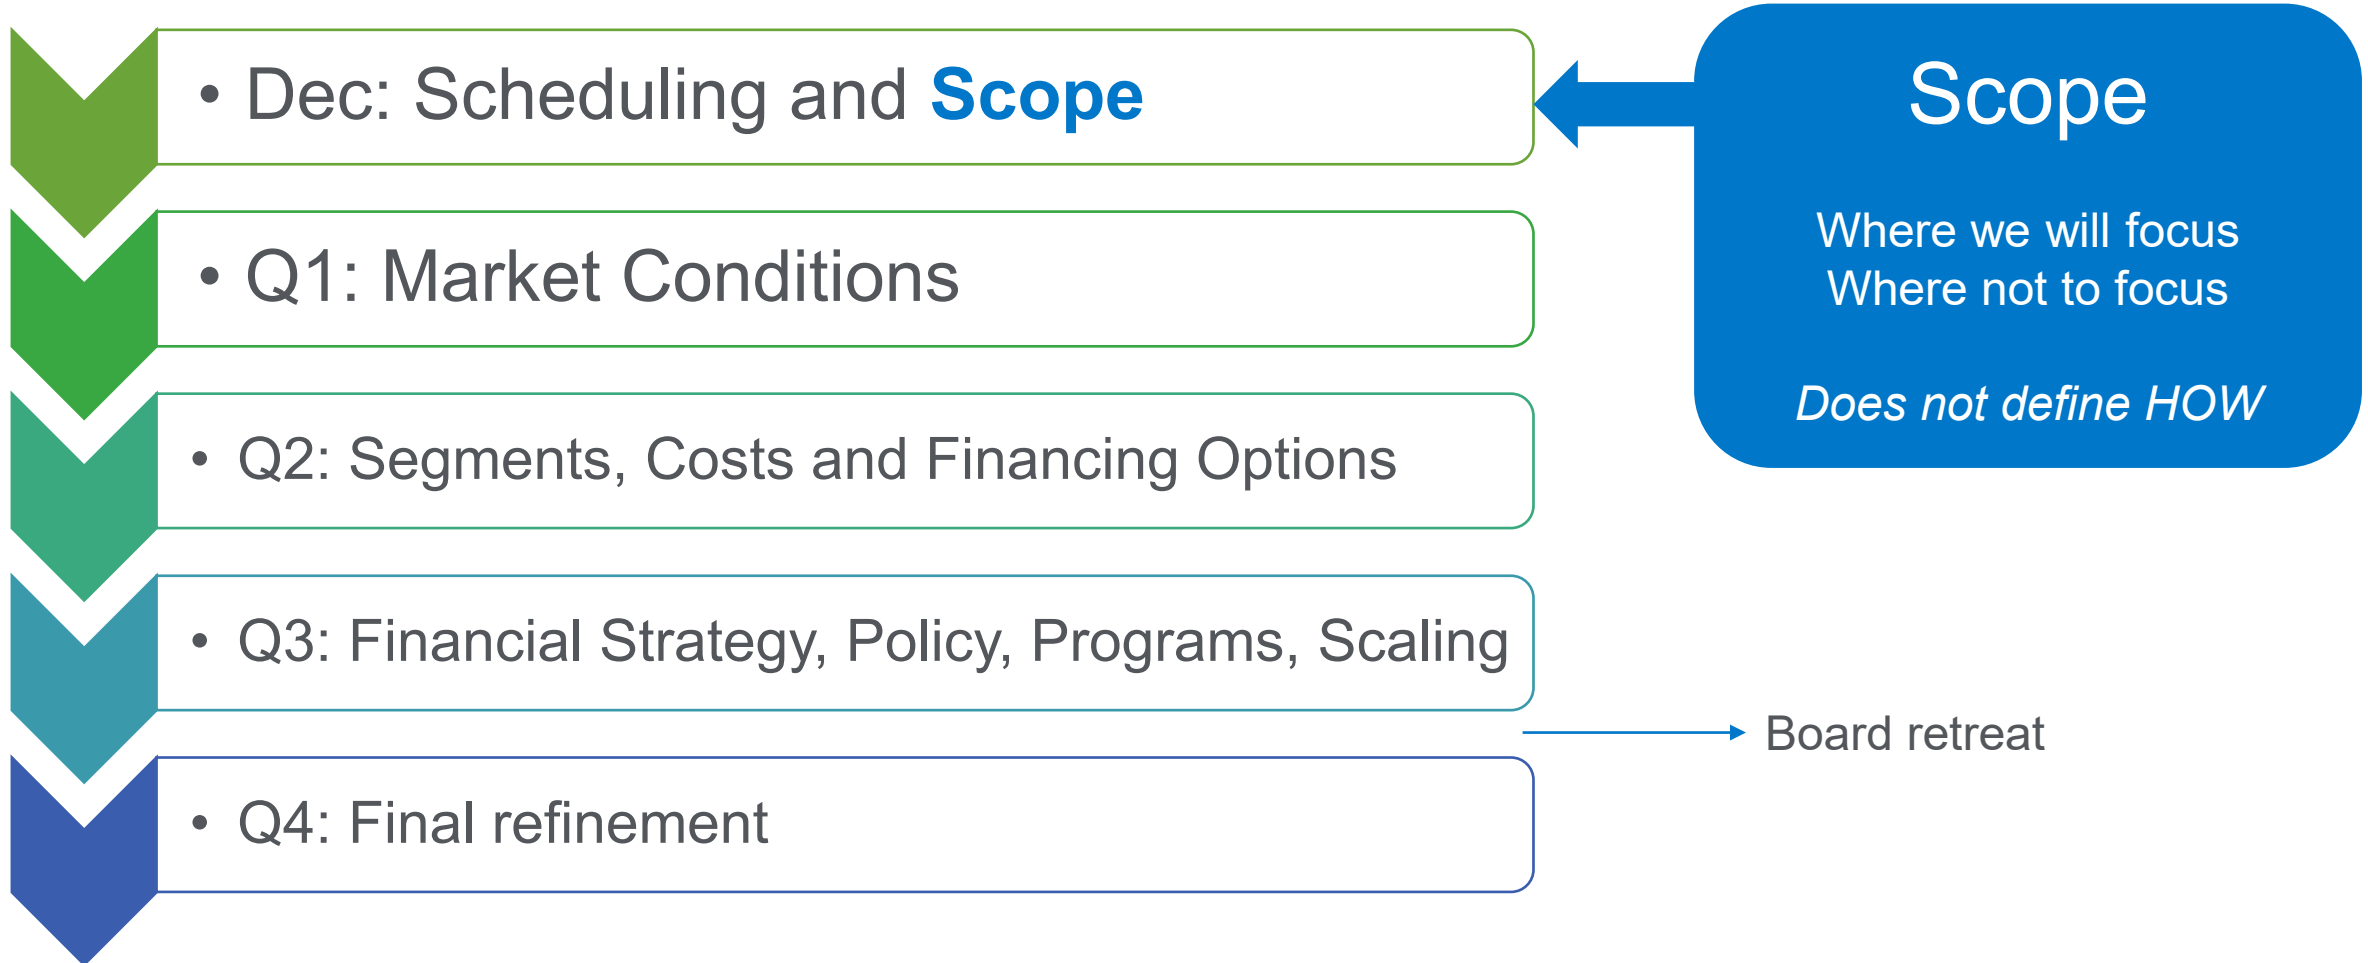 • Dec: Scheduling and Scope
• Q1: Market Conditions
• Q2: Segments, Costs and Financing Options
• Q3: Financial Strategy, Policy, Programs, Scaling
• Q4: Final refinement
Scope
Where we will focus
Where not to focus
Does not define HOW
Board retreat